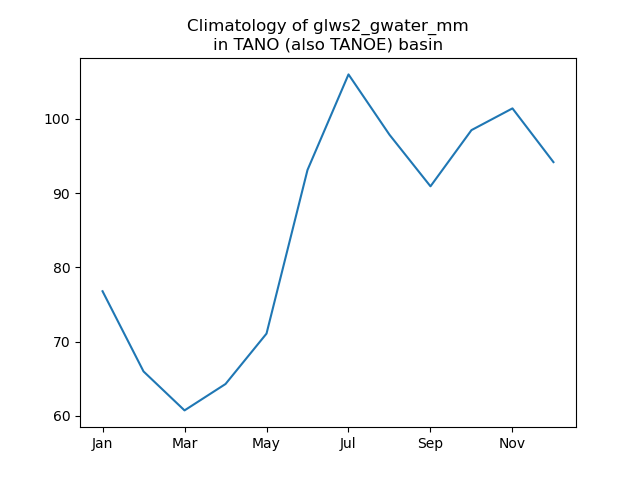 Climatology of glws2_gwater_mm
in TANO (also TANOE) basin
100
90
80
70
60
Jan
Mar
May
Jul
Sep
Nov